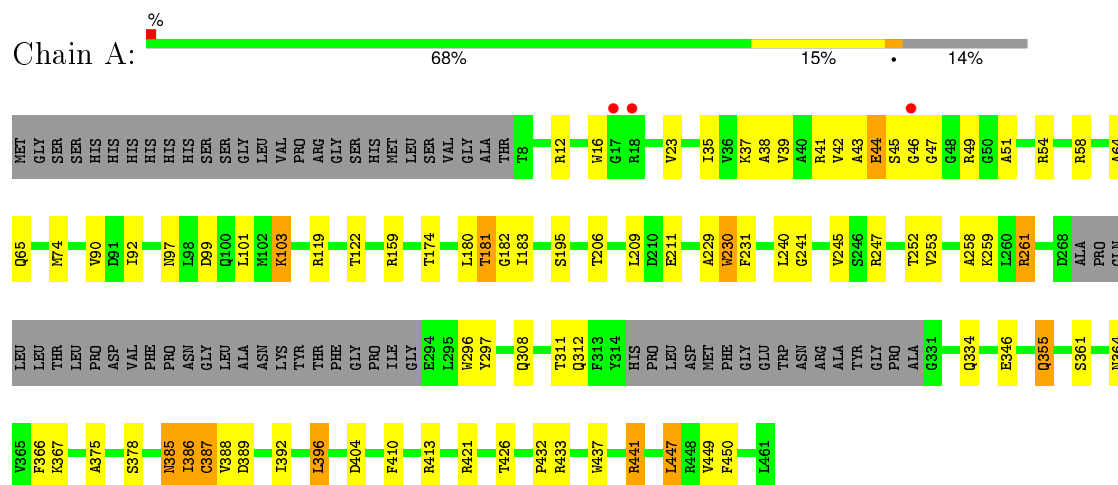 %
Chain A:
68% 15% • 14%
MET GLY SER SER HIS HIS HIS HIS HIS HIS SER SER GLY LEU VAL PRO ARG GLY SER HIS MET LEU SER VAL GLY ALA THR T8 R12 W16 G17 R18 V23 I35 V36 K37 A38 V39 A40 R41 V42 A43 E44 S45 G46 G47 G48 R49 G50 A51 R54 R58 A64
Q65 M74 V90 D91 I92 N97 L98 D99 Q100 L101 M102 K103 R119 T122 R159 T174 L180 T181 G182 I183 S195 T206 L209 D210 E211 A229 W230 F231 L240 G241 V245 S246 R247 T252 V253 A258 K259 L260 R261 D268 ALA PRO GLN
LEU LEU THR LEU PRO ASP VAL PHE PRO ASN GLY LEU ALA ASN LYS TYR THR PHE GLY PRO ILE GLY E294 L295 W296 Y297 Q308 T311 Q312 F313 Y314 HIS PRO LEU ASP MET PHE GLY GLU TRP ASN ARG ALA TYR GLY PRO ALA G331 Q334 E346 Q355 S361 N364
V365 F366 K367 A375 S378 N385 I386 C387 V388 D389 I392 L396 D404 F410 R413 R421 T426 P432 R433 W437 R441 L447 R448 V449 F450 L461